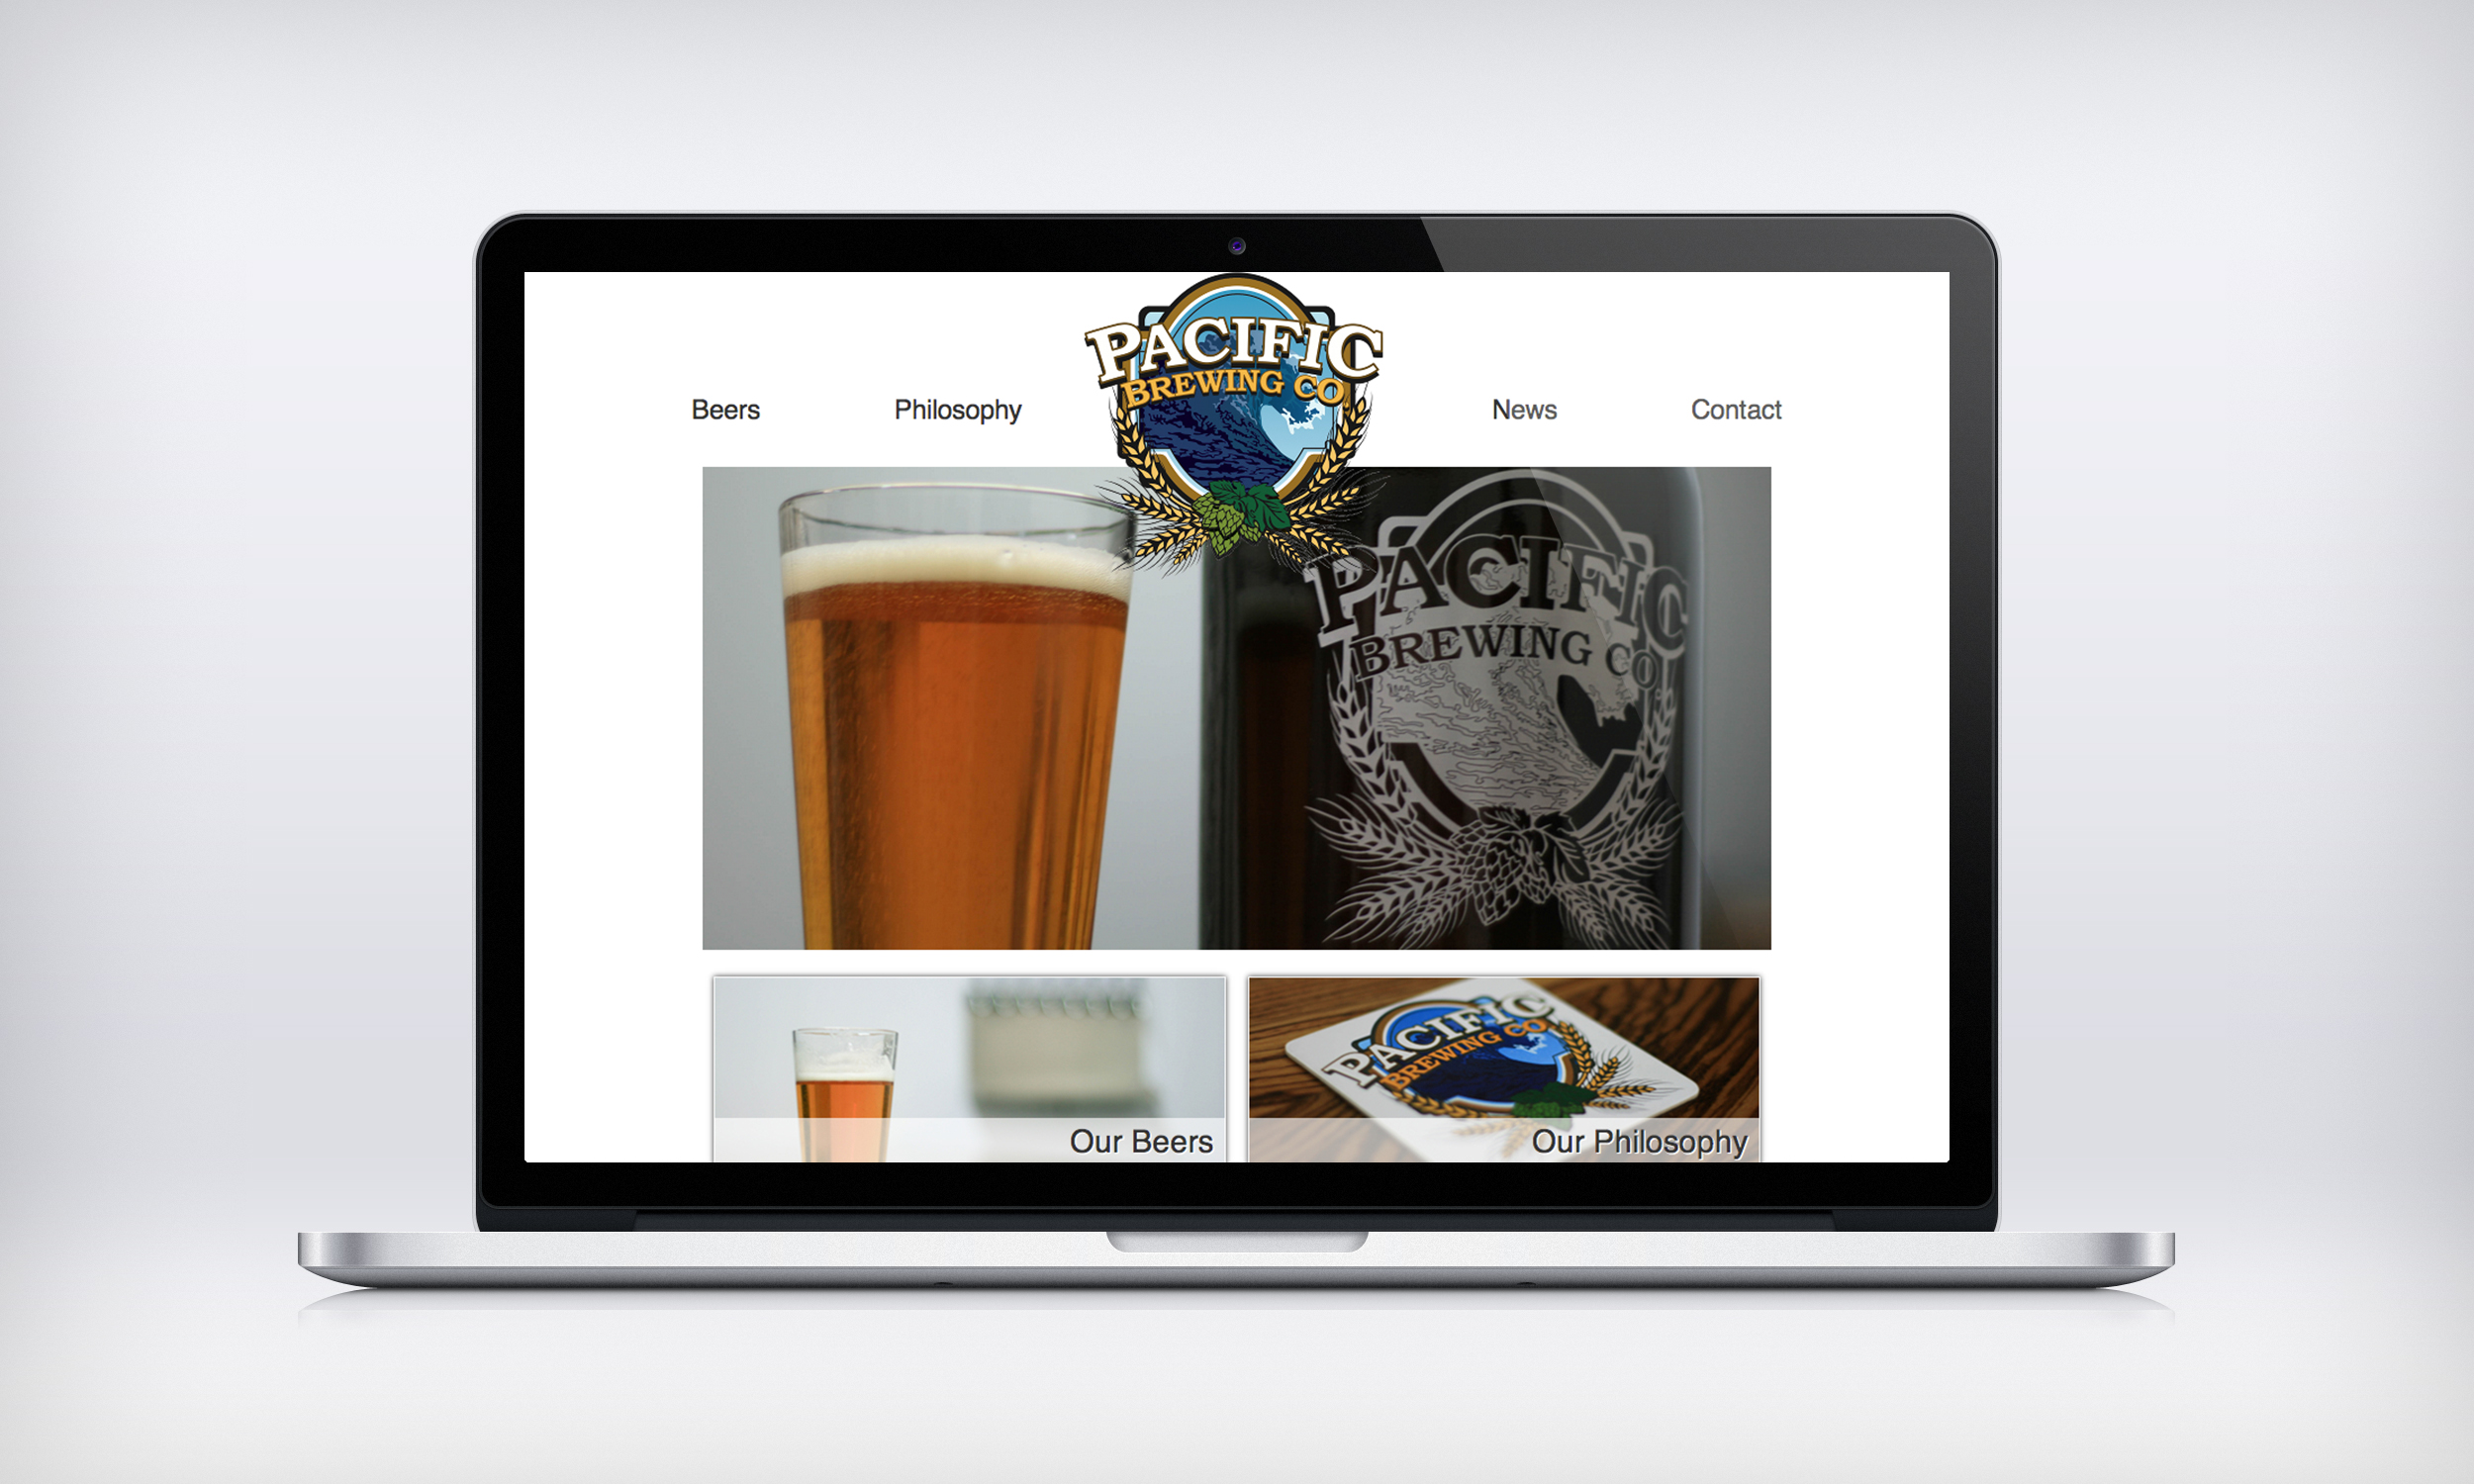 PACIFIC
BREWING CO
Beers
Philosophy
News
Contact
PACIFIC
BREWING CO
PACIFIC
BREWING CO
Our Beers
Our Philosophy